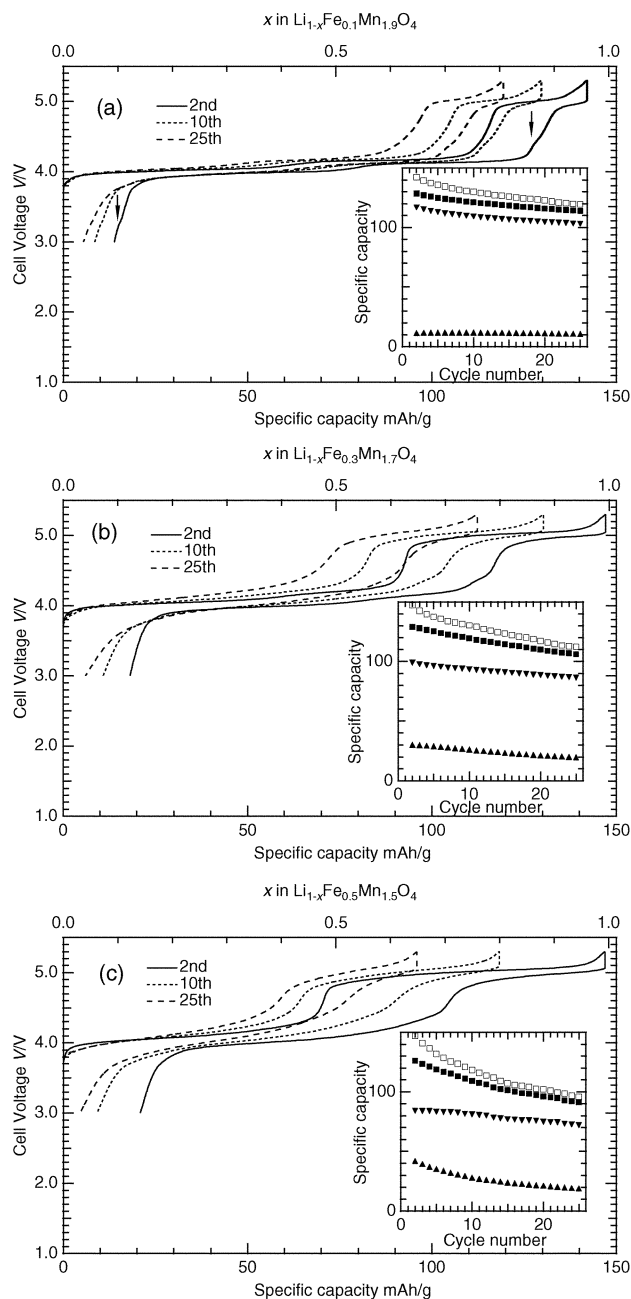 x in Li1-xFe0.1Mn1.9O4
0.0 0.5 1.0
(a)
2nd
10th
25th
5.0
4.0
3.0
2.0
1.0
Cell Voltage V/V
Specific capacity
100
0
0 10 20
Cycle number
0 50 100 150
Specific capacity mAh/g
x in Li1-xFe0.3Mn1.7O4
0.0 0.5 1.0
(b)
2nd
10th
25th
5.0
4.0
3.0
2.0
1.0
Cell Voltage V/V
Specific capacity
100
0
0 10 20
Cycle number
0 50 100 150
Specific capacity mAh/g
x in Li1-xFe0.5Mn1.5O4
0.0 0.5 1.0
(c)
2nd
10th
25th
5.0
4.0
3.0
2.0
1.0
Cell Voltage V/V
Specific capacity
100
0
0 10 20
Cycle number
0 50 100 150
Specific capacity mAh/g